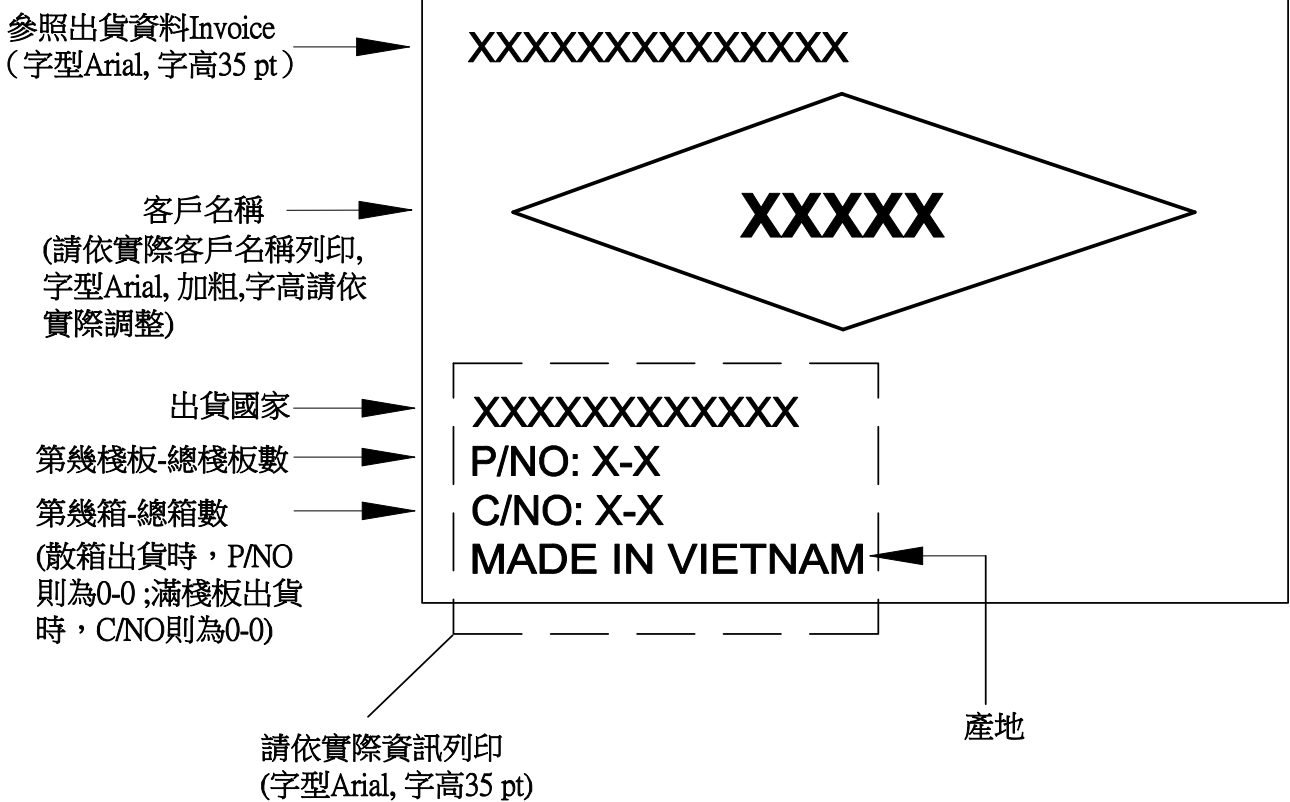 參照出貨資料Invoice
（字型Arial, 字高35 pt）
XXXXXXXXXXXXXX
客戶名稱
(請依實際客戶名稱列印,
字型Arial, 加粗,字高請依
實際調整)
XXXXX
出貨國家
XXXXXXXXXXXX
第幾棧板-總棧板數
P/NO: X-X
第幾箱-總箱數
C/NO: X-X
(散箱出貨時，P/NO
則為0-0 ;滿棧板出貨
時，C/NO則為0-0)
MADE IN VIETNAM
產地
請依實際資訊列印
(字型Arial, 字高35 pt)